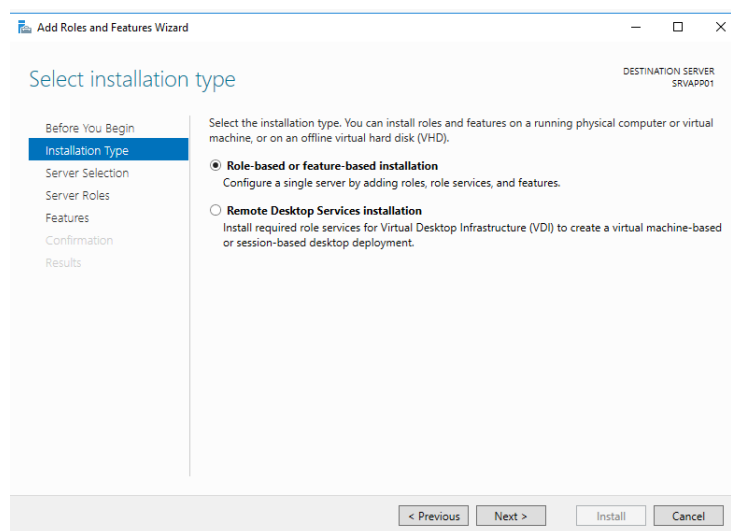 Add Roles and Features Wizard
Select installation type
DESTINATION SERVER
SRVAPP01
Before You Begin
Installation Type
Server Selection
Server Roles
Features
Confirmation
Results
Select the installation type. You can install roles and features on a running physical computer or virtual
machine, or on an offline virtual hard disk (VHD).
Role-based or feature-based installation
Configure a single server by adding roles, role services, and features.
Remote Desktop Services installation
Install required role services for Virtual Desktop Infrastructure (VDI) to create a virtual machine-based
or session-based desktop deployment.
< Previous
Next >
Install
Cancel